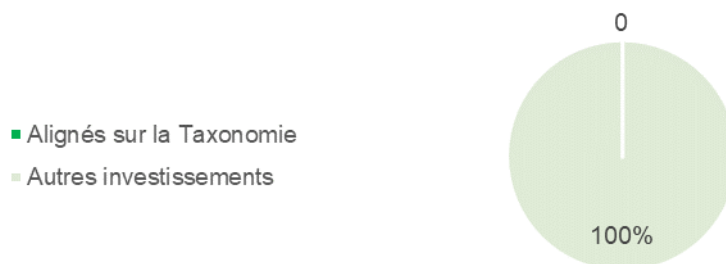 0
Alignés sur la Taxonomie
Autres investissements
100%